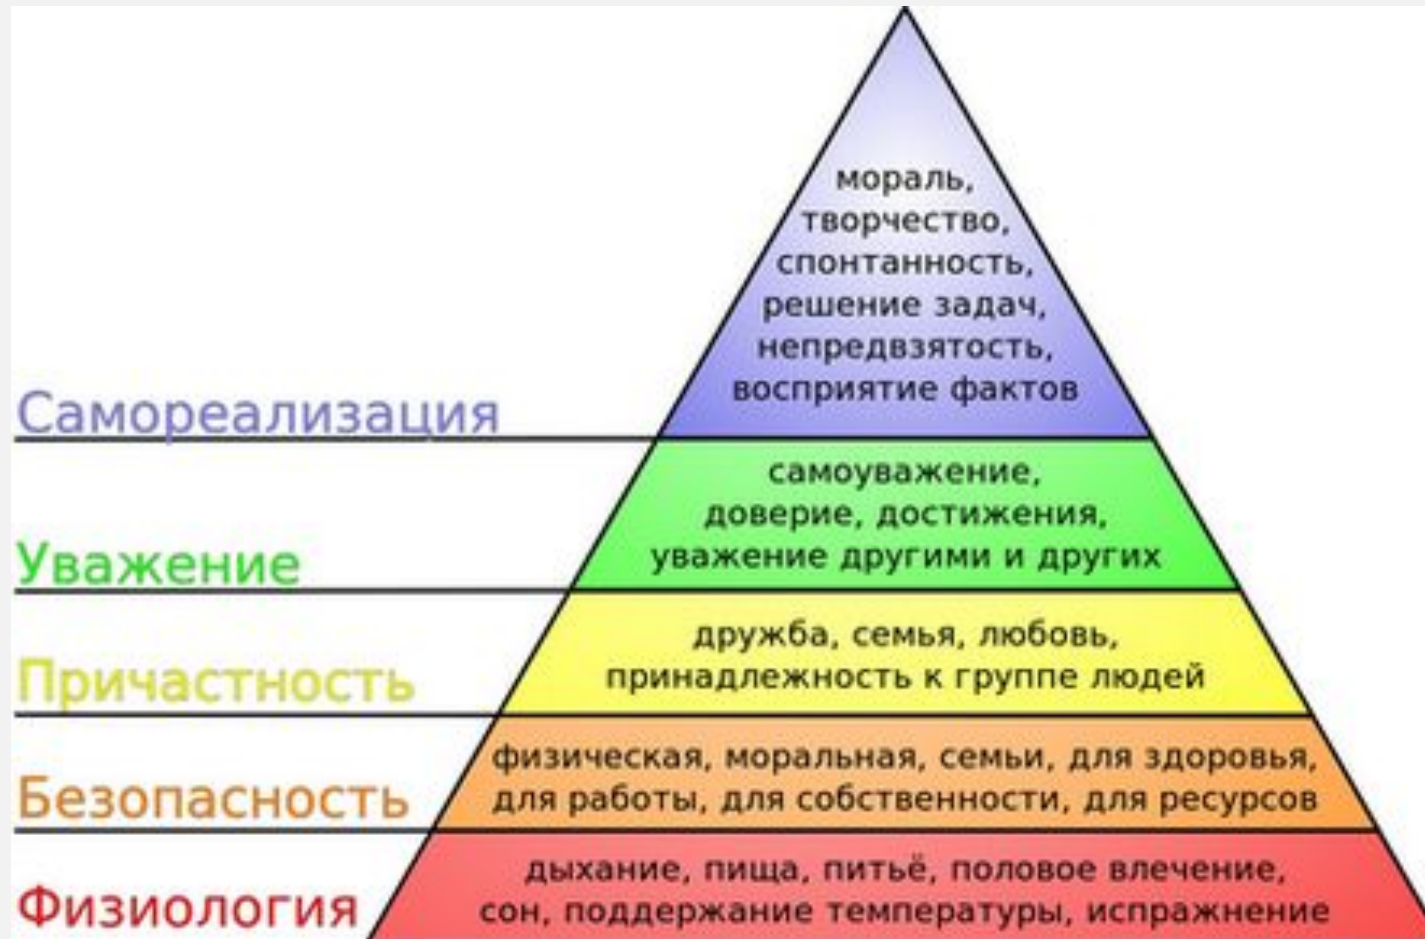 мораль,
творчество,
спонтанность,
решение задач,
непредвзятость,
восприятие фактов
Самореализация
самоуважение,
доверие, достижения,
уважение другими и других
Уважение
дружба, семья, любовь,
принадлежность к группе людей
Причастность
физическая, моральная, семьи, для здоровья,
для работы, для собственности, для ресурсов
Безопасность
дыхание, пища, питьё, половое влечение,
сон, поддержание температуры, испражнение
Физиология